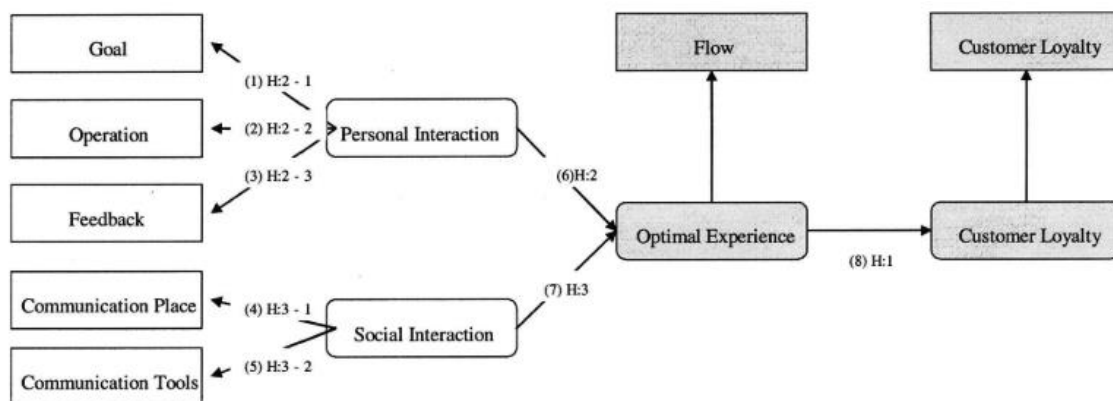 Goal
Flow
Customer Loyalty
(1) H:2 - 1
Operation
(2) H:2 - 2
Personal Interaction
(3) H:2 - 3
(6)H:2
Feedback
Optimal Experience
Customer Loyalty
(8) H:1
Communication Place
(4) H:3 - 1
(7) H:3
Social Interaction
(5) H:3 - 2
Communication Tools